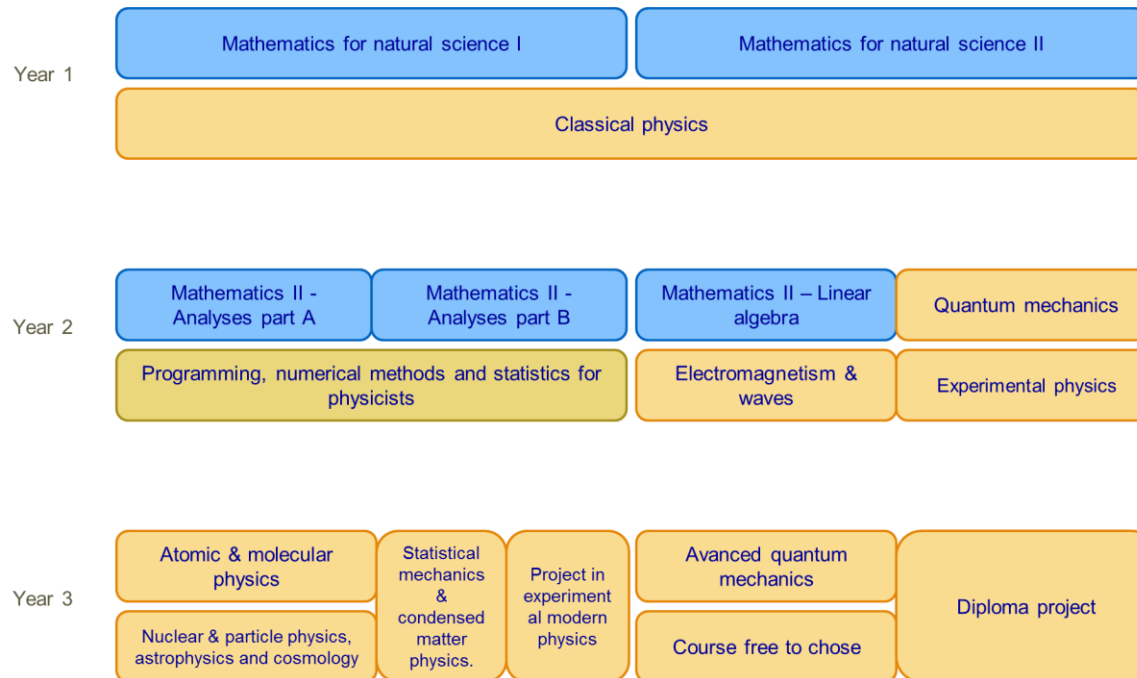 Mathematics for natural science I
Mathematics for natural science II
Year 1
Classical physics
Mathematics II -
Analyses part A
Mathematics II -
Analyses part B
Mathematics II – Linear
algebra
Quantum mechanics
Year 2
Programming, numerical methods and statistics for
physicists
Electromagnetism &
waves
Experimental physics
Atomic & molecular
physics
Statistical
mechanics
&
condensed
matter
physics.
Project in
experiment
al modern
physics
Avanced quantum
mechanics
Year 3
Diploma project
Nuclear & particle physics,
astrophysics and cosmology
Course free to chose